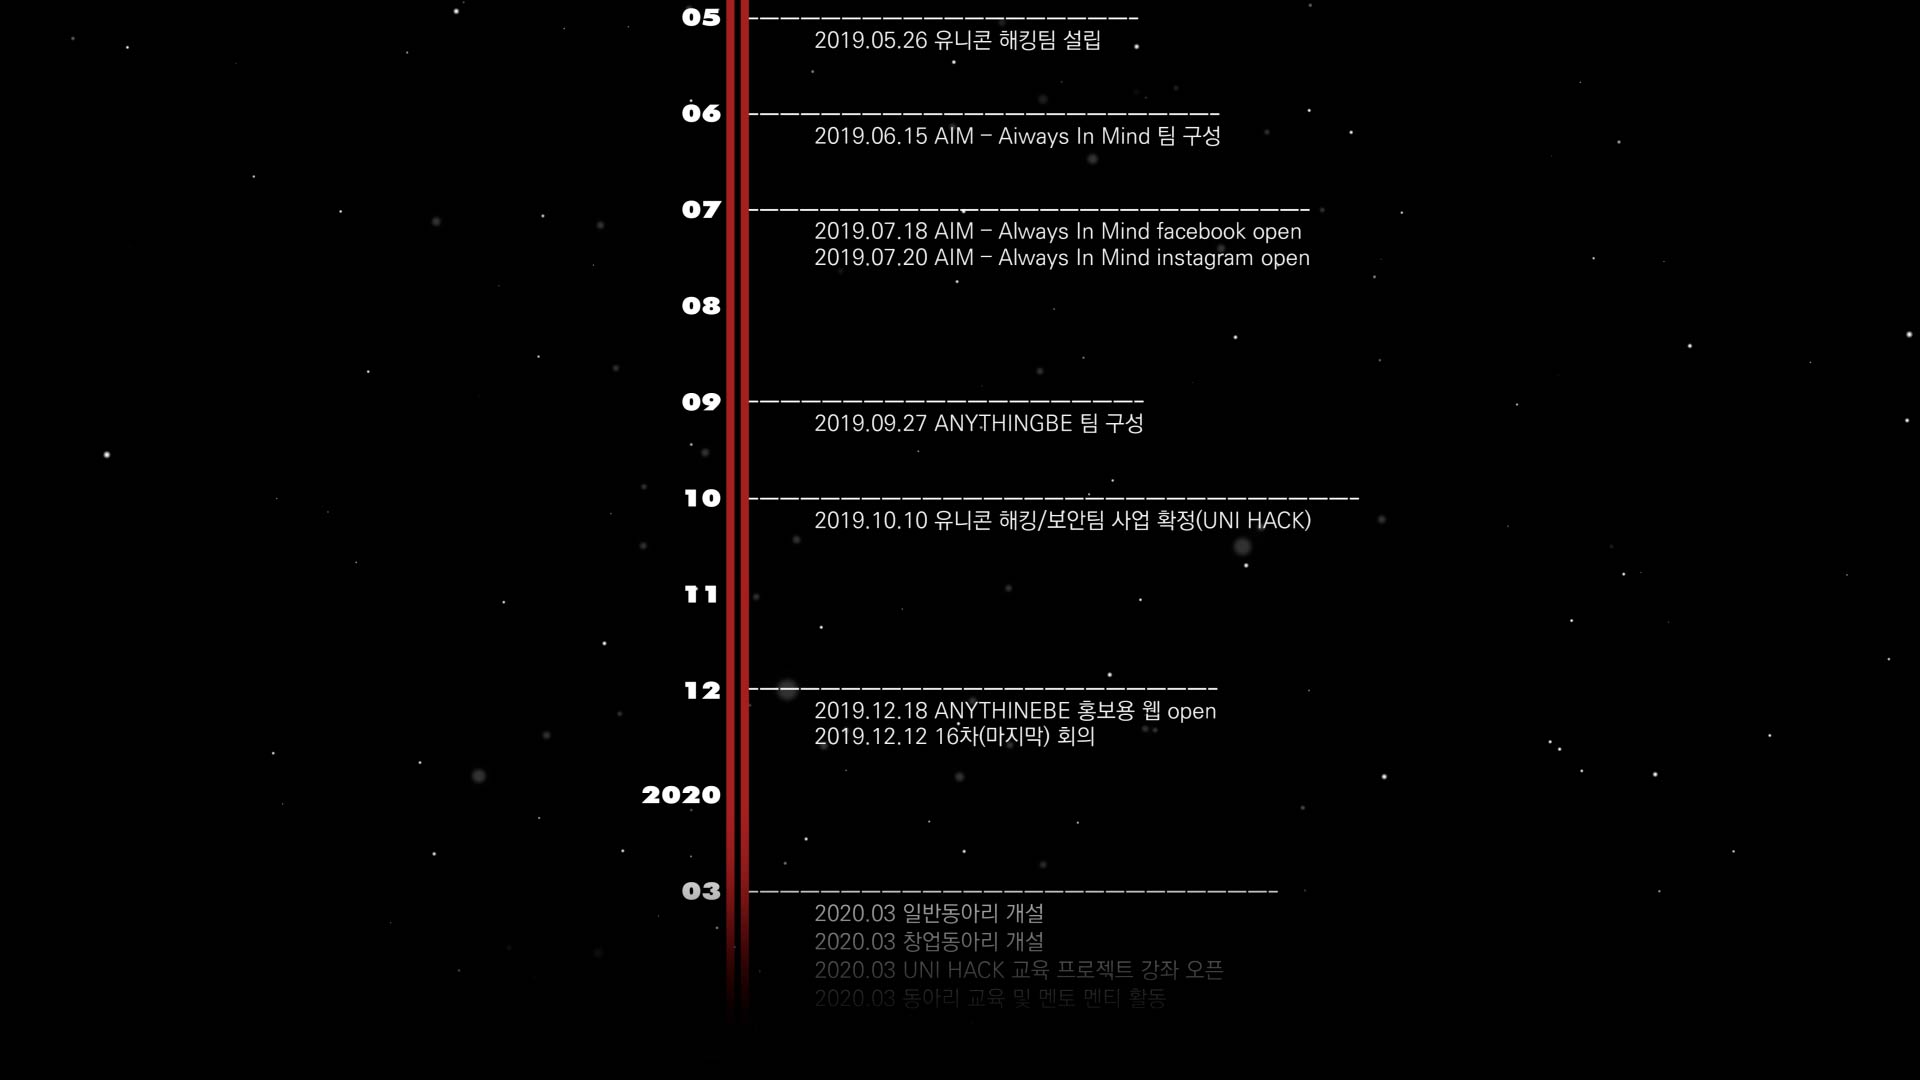 05
2019.05.26 유니콘 해킹팀 설립
06
2019.06.15 AIM – Aiways In Mind 팀 구성
07
2019.07.18 AIM – Always In Mind facebook open
2019.07.20 AIM – Always In Mind instagram open
08
09
2019.09.27 ANYTHINGBE 팀 구성
10
2019.10.10 유니콘 해킹/보안팀 사업 확정(UNI HACK)
11
12
2019.12.18 ANYTHINEBE 홍보용 웹 open
2019.12.12 16차(마지막) 회의
2020
03
2020.03 일반동아리 개설
2020.03 창업동아리 개설
2020.03 UNI HACK 교육 프로젝트 강좌 오픈
2020.03 동아리 교육 및 멘토 멘티 활동